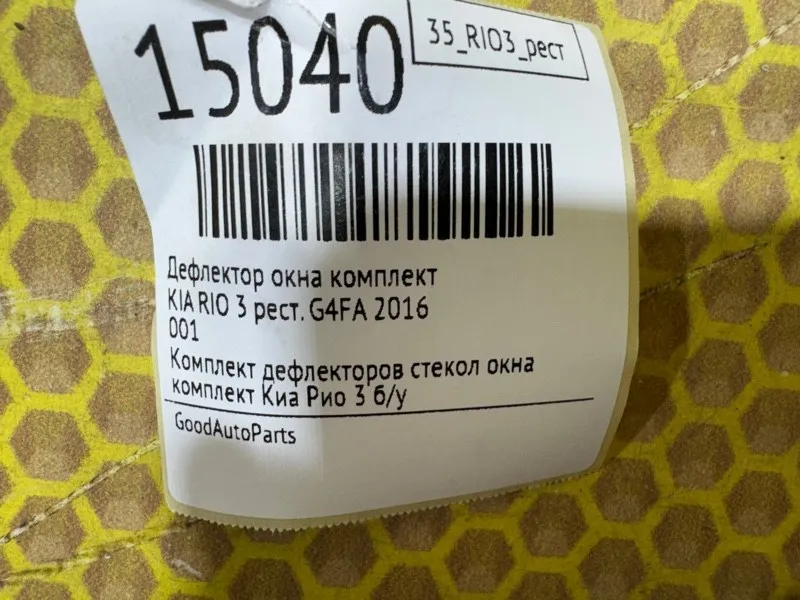 15040
35_RIO3_рест
Дефлектор окна комплект
KIA RIO 3 рест. G4FA 2016
001
Комплект дефлекторов стекол окна
комплект Киа Рио 3 б/у
GoodAutoParts